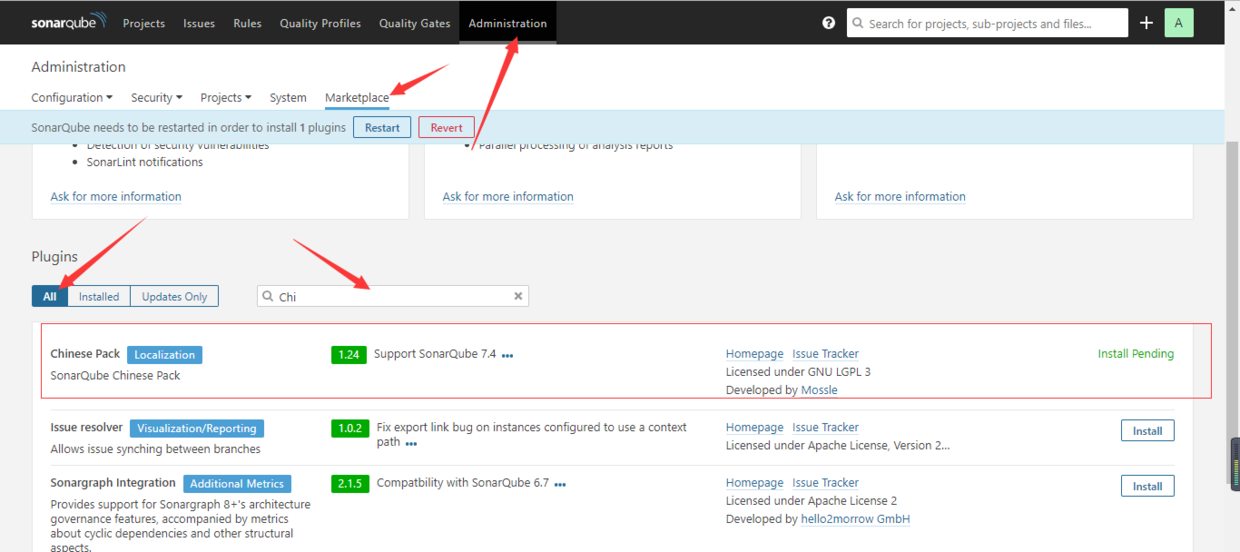 sonarqube Projects Issues Rules Quality Profiles Quality Gates Administration ? Search for projects, sub-projects and files... + A
Administration
Configuration Security Projects System Marketplace
SonarQube needs to be restarted in order to install 1 plugins Restart Revert
Detection of security vulnerabilities Parallel processing of analysis reports
SonarLint notifications
Ask for more information Ask for more information Ask for more information
Plugins
All Installed Updates Only Chi
Chinese Pack Localization 1.24 Support SonarQube 7.4 ••• Homepage Issue Tracker Install Pending
SonarQube Chinese Pack Licensed under GNU LGPL 3
Developed by Mossle
Issue resolver Visualization/Reporting 1.0.2 Fix export link bug on instances configured to use a context Homepage Issue Tracker Install
Allows issue synching between branches path ••• Licensed under Apache License, Version 2...
Sonargraph Integration Additional Metrics 2.1.5 Compatbility with SonarQube 6.7 ••• Homepage Issue Tracker Install
Provides support for Sonargraph 8+'s architecture Licensed under Apache License 2
governance features, accompanied by metrics Developed by hello2morrow GmbH
about cyclic dependencies and other structural
aspects.